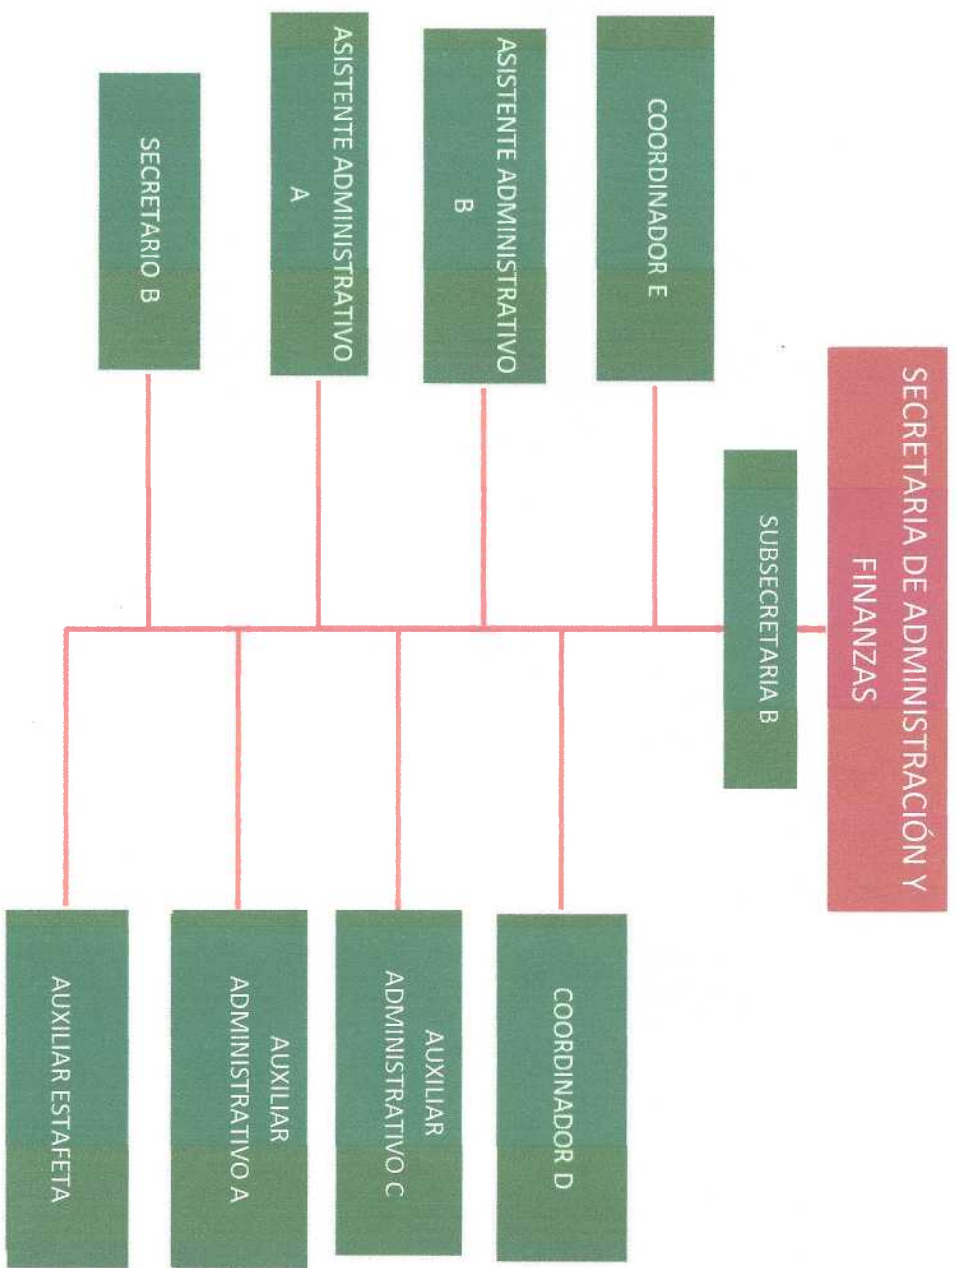 SECRETARIA DE ADMINISTRACIÓN Y
FINANZAS
SUBSECRETARIA B
COORDINADOR E
COORDINADOR D
ASISTENTE ADMINISTRATIVO
B
AUXILIAR
ADMINISTRATIVO C
ASISTENTE ADMINISTRATIVO
A
AUXILIAR
ADMINISTRATIVO A
SECRETARIO B
AUXILIAR ESTAFETA